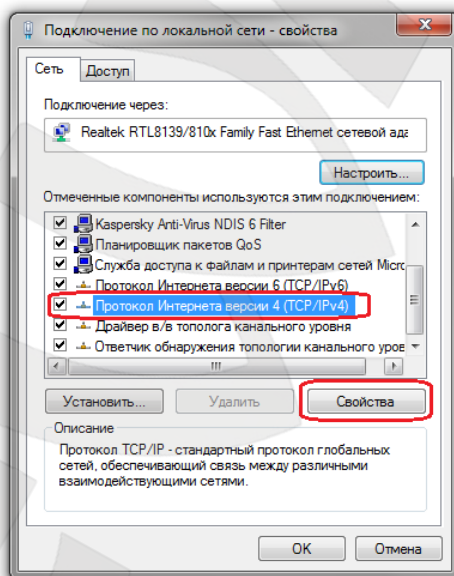 Подключение по локальной сети - свойства
Сеть Доступ
Подключение через:
Realtek RTL8139/810x Family Fast Ethernet сетевой ада
Настроить...
Отмеченные компоненты используются этим подключением:
Kaspersky Anti-Virus NDIS 6 Filter
Планировщик пакетов QoS
Служба доступа к файлам и принтерам сетей Micro
Протокол Интернета версии 6 (TCP/IPv6)
Протокол Интернета версии 4 (TCP/IPv4)
Драйвер в/в тополога канального уровня
Ответчик обнаружения топологии канального уров
Установить... Удалить Свойства
Описание
Протокол TCP/IP - стандартный протокол глобальных
сетей, обеспечивающий связь между различными
взаимодействующими сетями.
OK Отмена